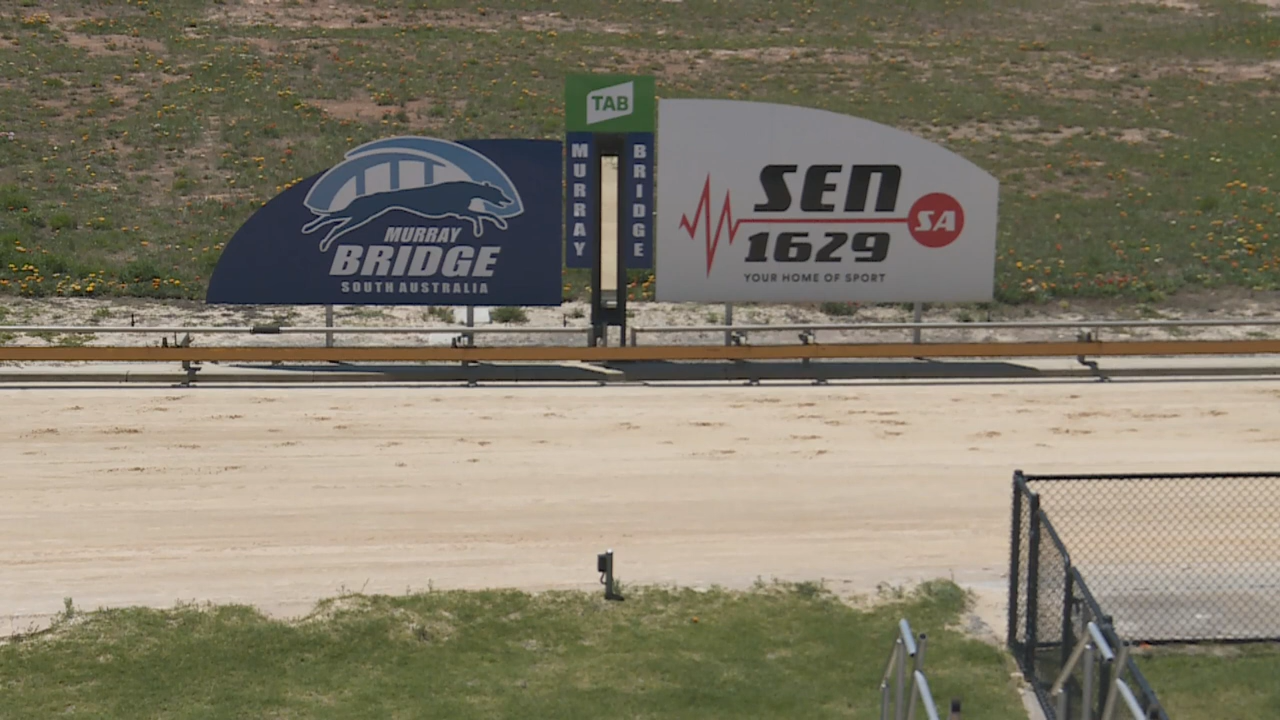 TAB
MURRAY
BRIDGE
MURRAY
BRIDGE
SOUTH AUSTRALIA
SEN
SA
1629
YOUR HOME OF SPORT